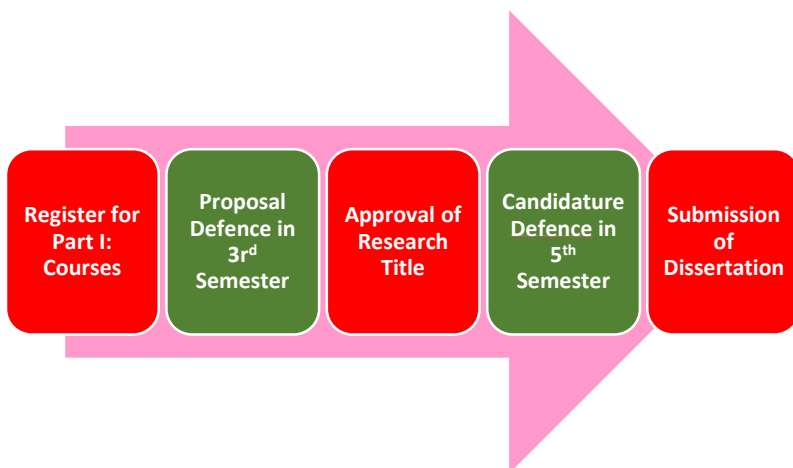 Register for
Part I:
Courses
Proposal
Defence in
3rd
Semester
Approval of
Research
Title
Candidature
Defence in
5th
Semester
Submission
of
Dissertation